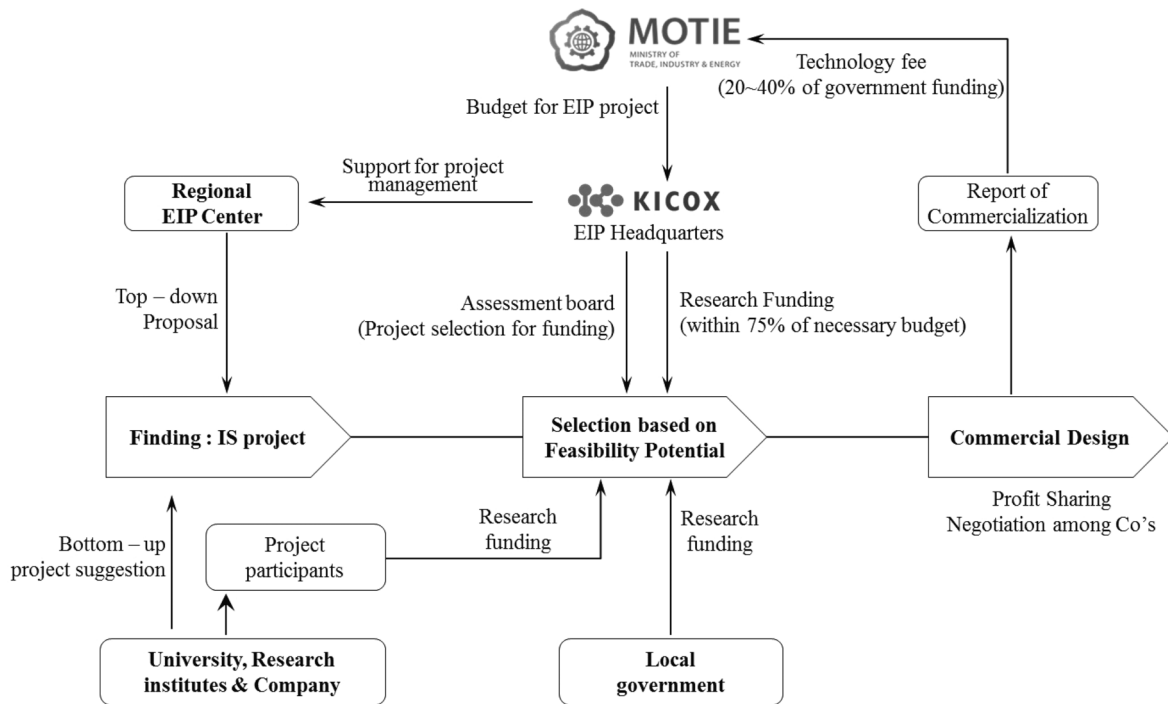 MOTIE
MINISTRY OF
TRADE, INDUSTRY & ENERGY
Technology fee
(20~40% of government funding)
Budget for EIP project
Support for project
management
Regional
EIP Center
KICOX
EIP Headquarters
Report of
Commercialization
Top – down
Proposal
Assessment board
(Project selection for funding)
Research Funding
(within 75% of necessary budget)
Finding : IS project
Selection based on
Feasibility Potential
Commercial Design
Profit Sharing
Negotiation among Co's
Bottom – up
project suggestion
Project
participants
Research
funding
Research
funding
University, Research
institutes & Company
Local
government